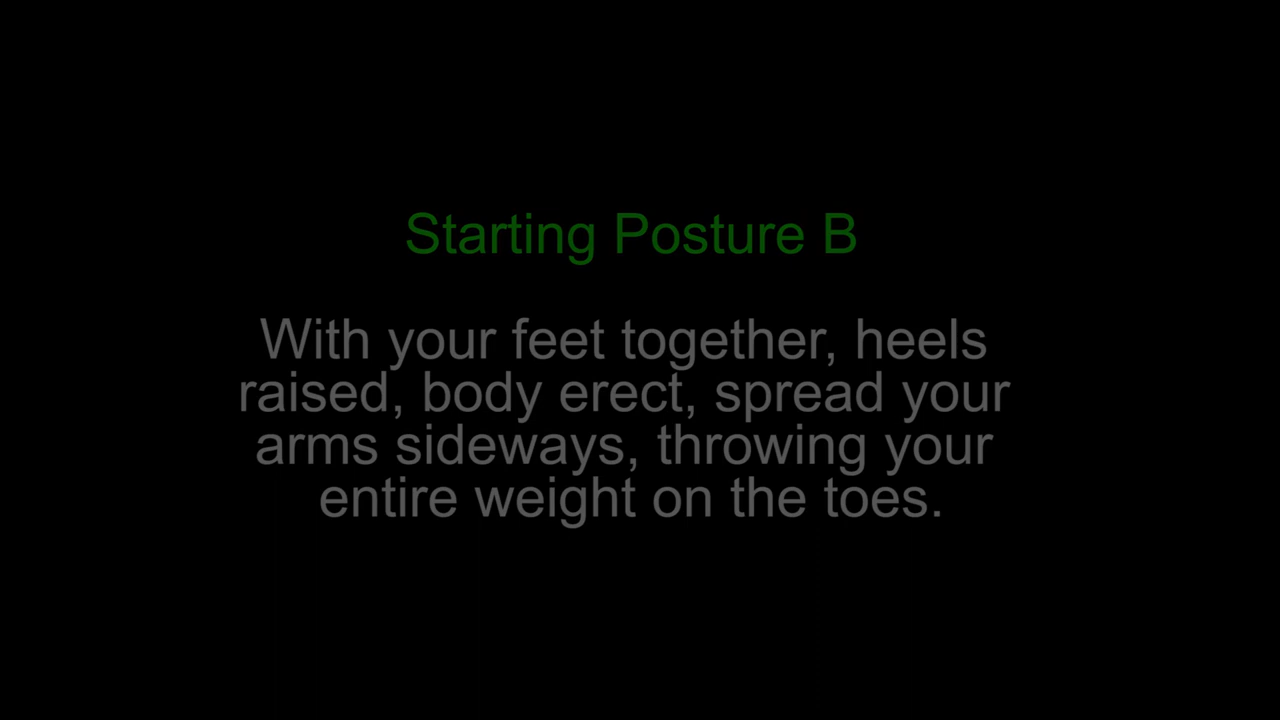 Starting Posture B
With your feet together, heels
raised, body erect, spread your
arms sideways, throwing your
entire weight on the toes.